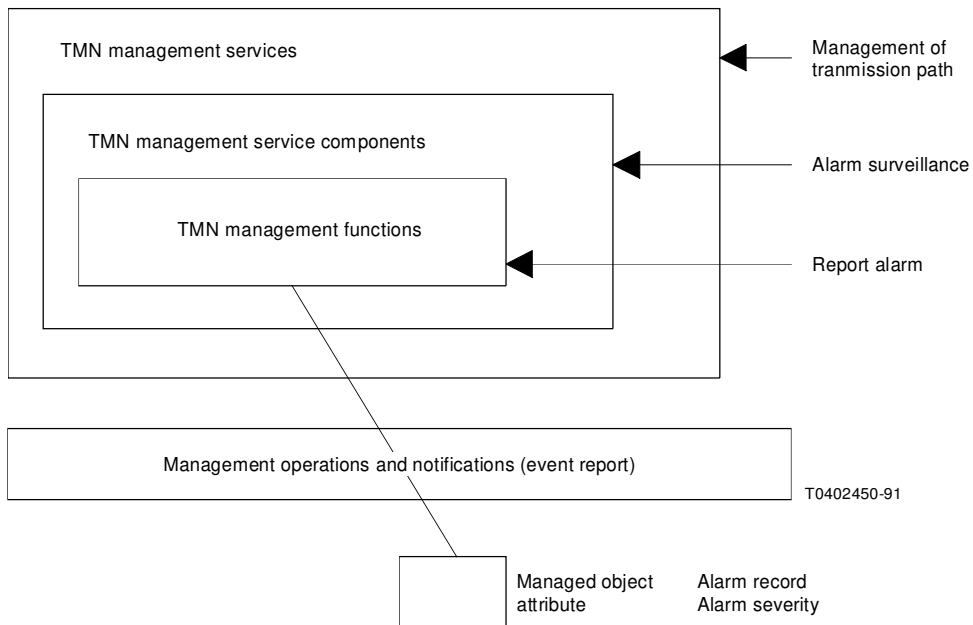 TMN management services
Management of
tranmission path
TMN management service components
Alarm surveillance
TMN management functions
Report alarm
Management operations and notifications (event report)
T0402450-91
Managed object
attribute
Alarm record
Alarm severity